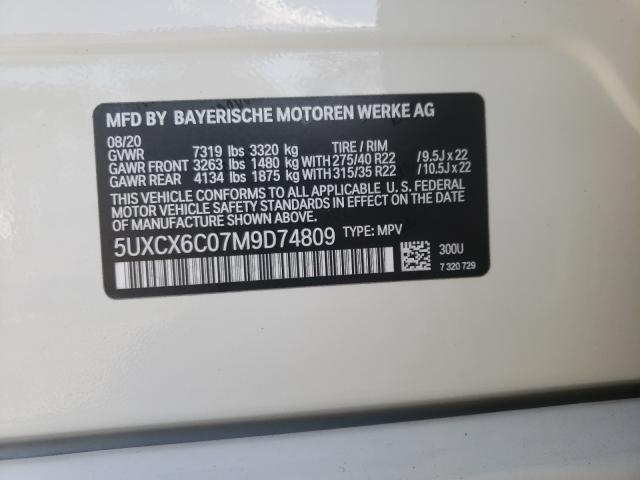 MFD BY BAYERISCHE MOTOREN WERKE AG
08/20
GVWR 7319 lbs 3320 kg TIRE / RIM
GAWR FRONT 3263 lbs 1480 kg WITH 275/40 R22 / 9.5J x 22
GAWR REAR 4134 lbs 1875 kg WITH 315/35 R22 / 10.5J x 22
THIS VEHICLE CONFORMS TO ALL APPLICABLE U. S. FEDERAL
MOTOR VEHICLE SAFETY STANDARDS IN EFFECT ON THE DATE
OF MANUFACTURE SHOWN ABOVE.
5UXCX6C07M9D74809 TYPE: MPV
300U
7 320 729